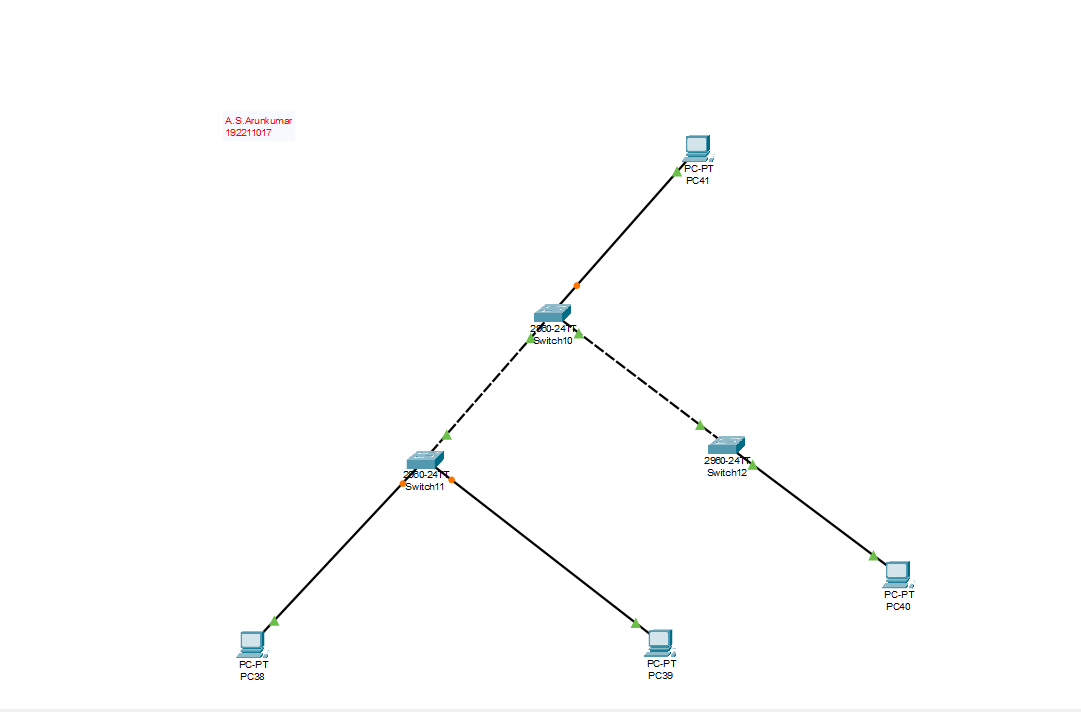 A.S.Arunkumar
192211017
PC-PT
PC41
2960-24TT
Switch10
2960-24TT
Switch11
2960-24TT
Switch12
PC-PT
PC40
PC-PT
PC38
PC-PT
PC39